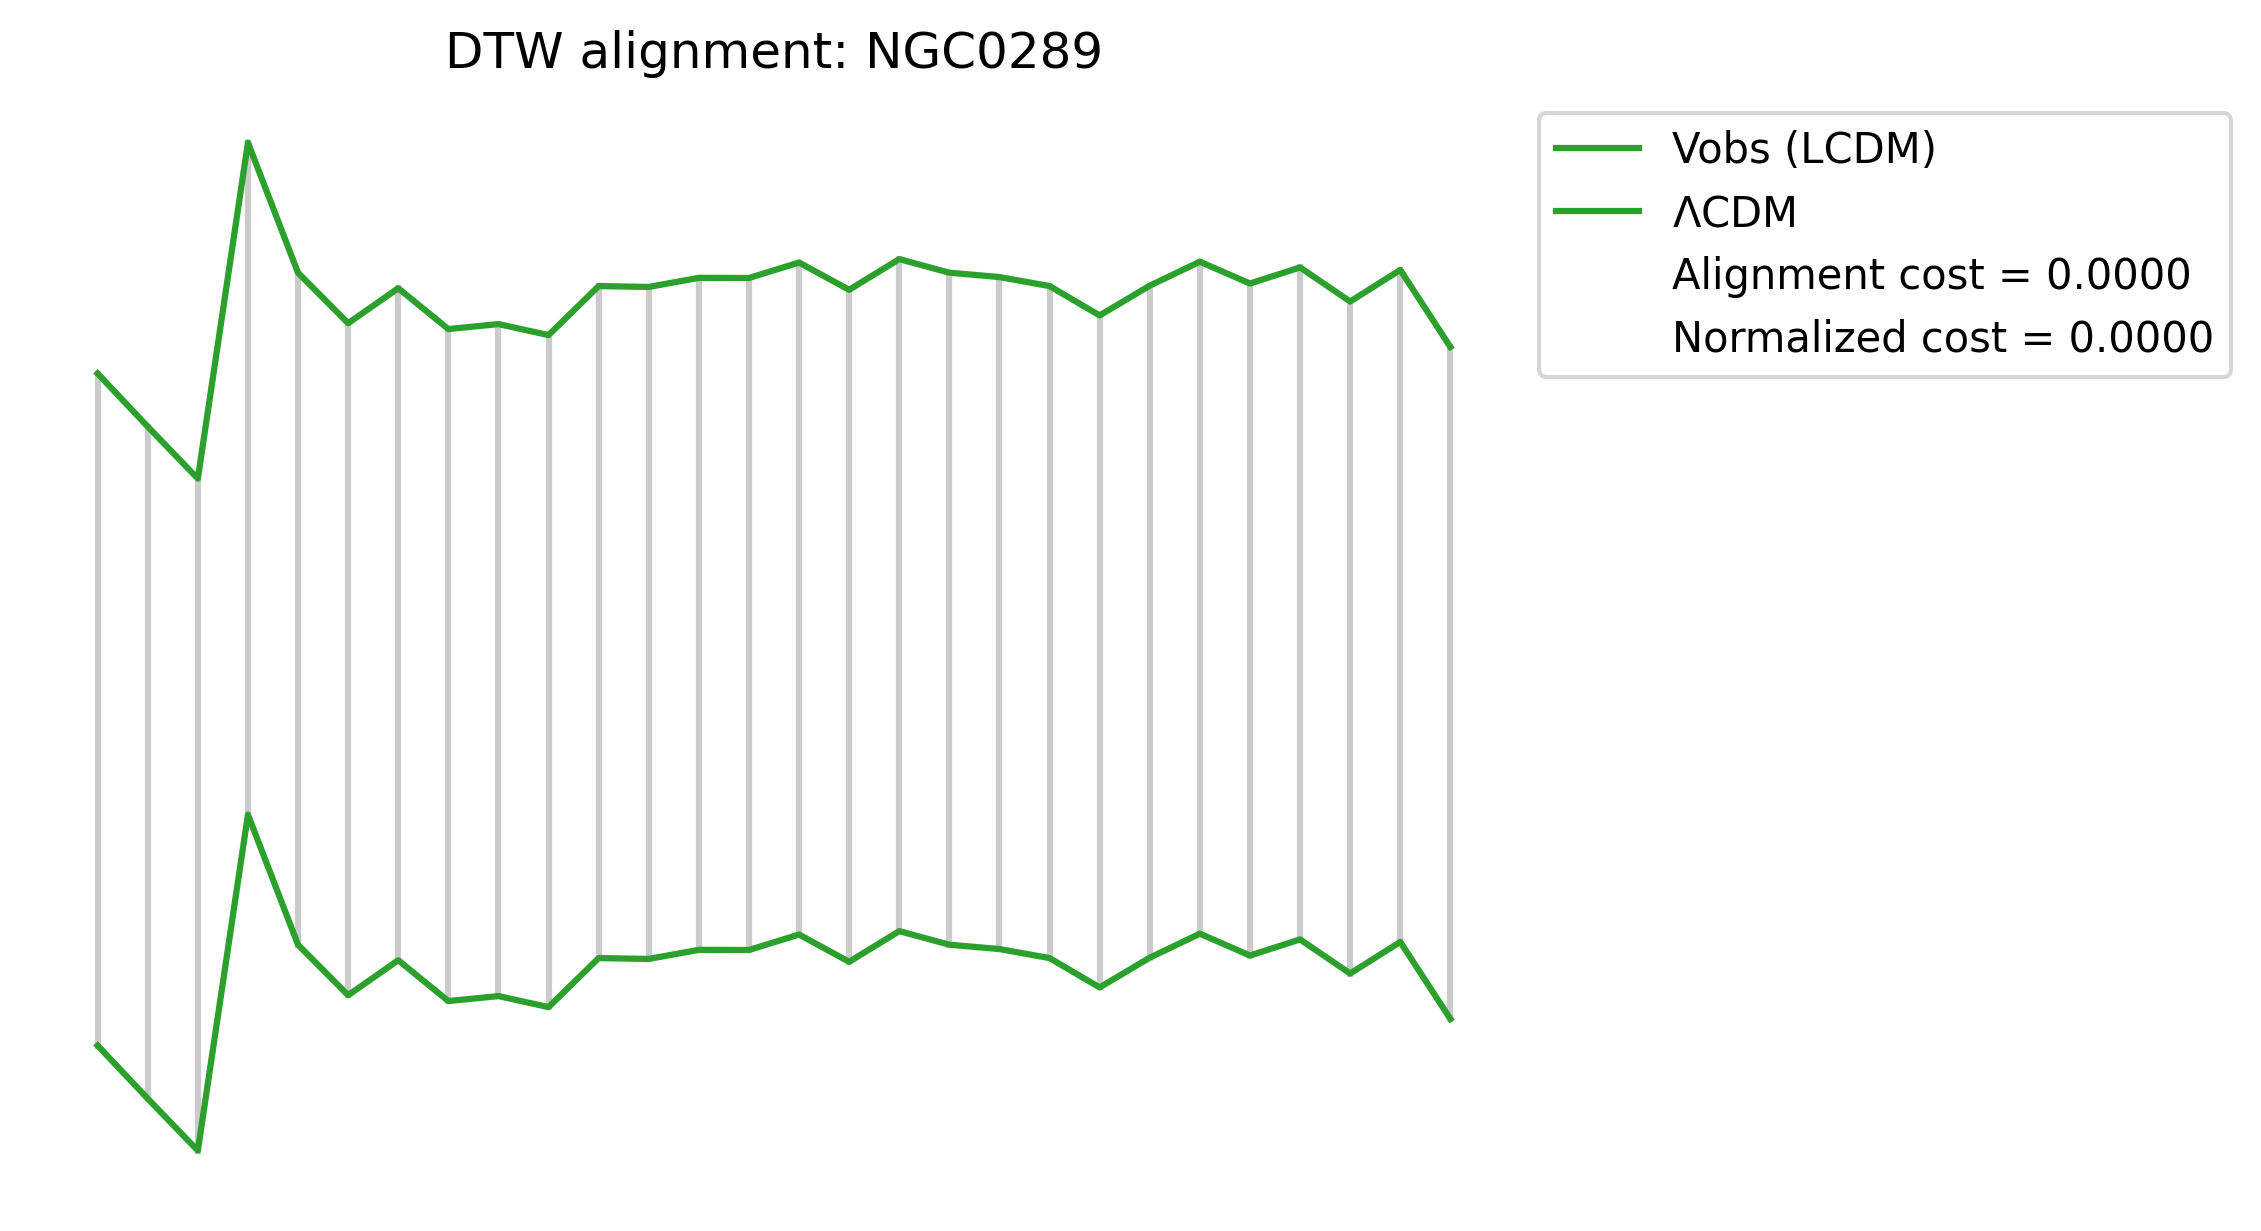 DTW alignment: NGC0289
Vobs (LCDM)
ΛCDM
Alignment cost = 0.0000
Normalized cost = 0.0000